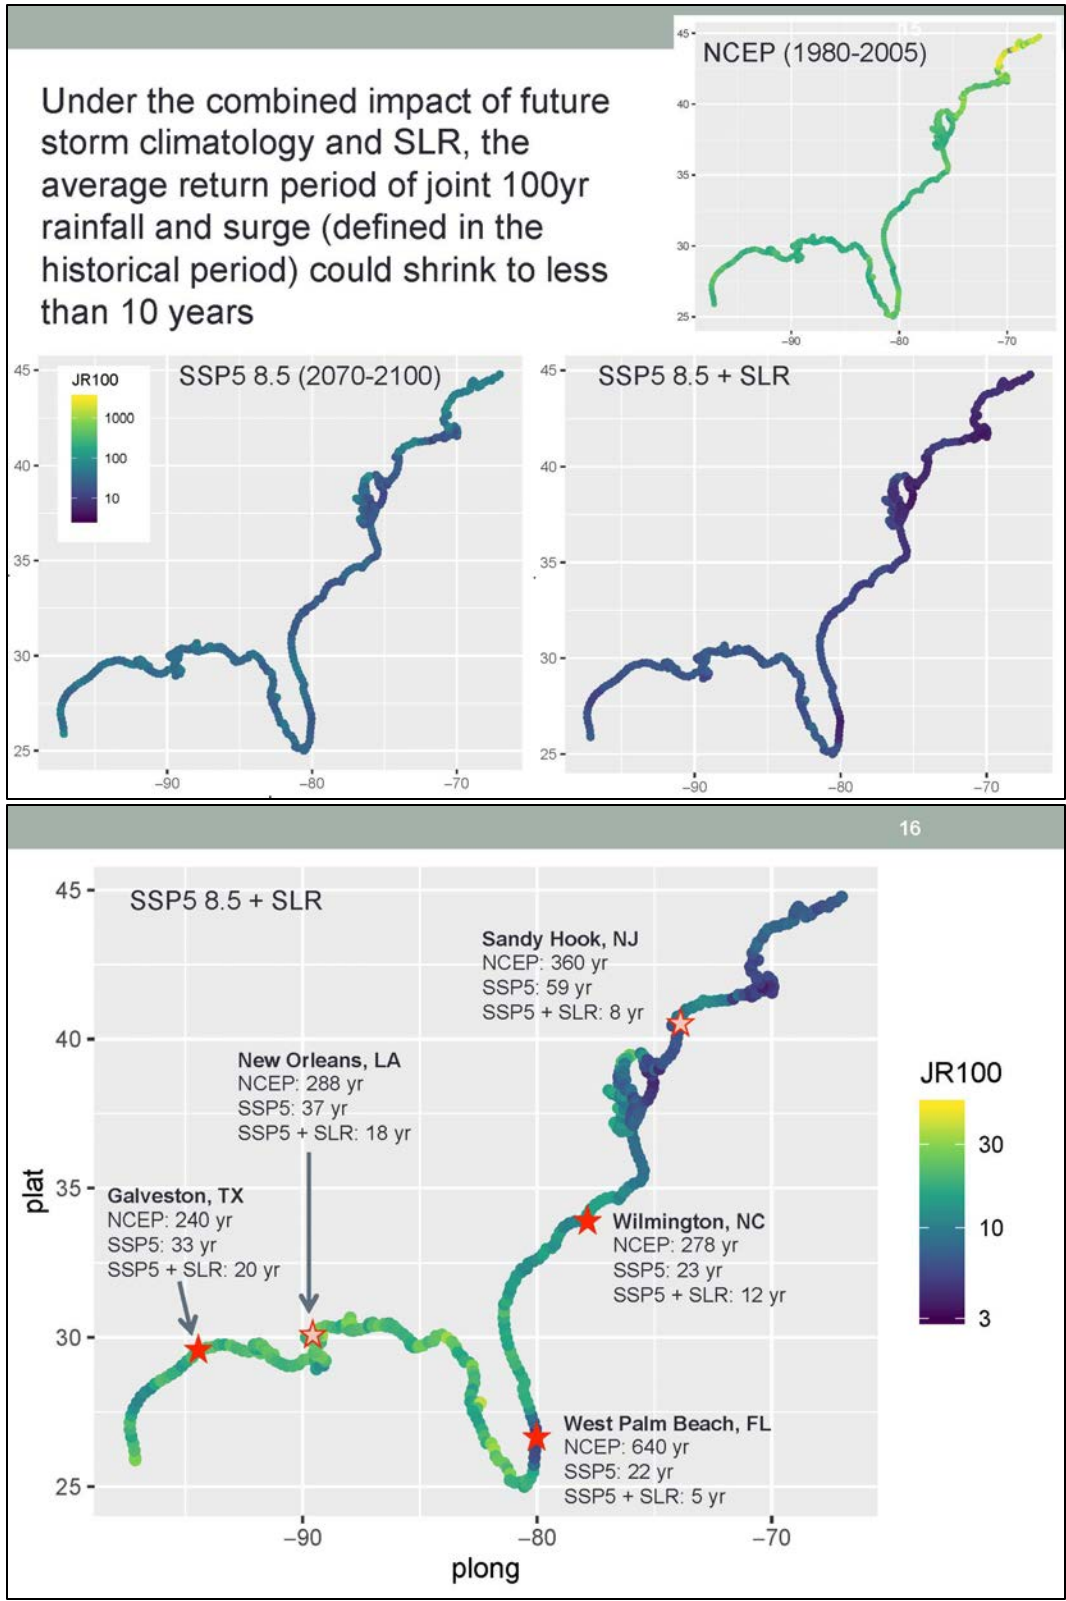 15
NCEP (1980-2005)
45
40
35
30
25
−90
−80
−70
Under the combined impact of future
storm climatology and SLR, the
average return period of joint 100yr
rainfall and surge (defined in the
historical period) could shrink to less
than 10 years
SSP5 8.5 (2070-2100)
JR100
1000
100
10
45
40
35
30
25
−90
−80
−70
SSP5 8.5 + SLR
45
40
35
30
25
−90
−80
−70
16
SSP5 8.5 + SLR
45
40
35
30
25
plat
Sandy Hook, NJ
NCEP: 360 yr
SSP5: 59 yr
SSP5 + SLR: 8 yr
New Orleans, LA
NCEP: 288 yr
SSP5: 37 yr
SSP5 + SLR: 18 yr
Galveston, TX
NCEP: 240 yr
SSP5: 33 yr
SSP5 + SLR: 20 yr
Wilmington, NC
NCEP: 278 yr
SSP5: 23 yr
SSP5 + SLR: 12 yr
West Palm Beach, FL
NCEP: 640 yr
SSP5: 22 yr
SSP5 + SLR: 5 yr
−90
−80
−70
plong
JR100
30
10
3